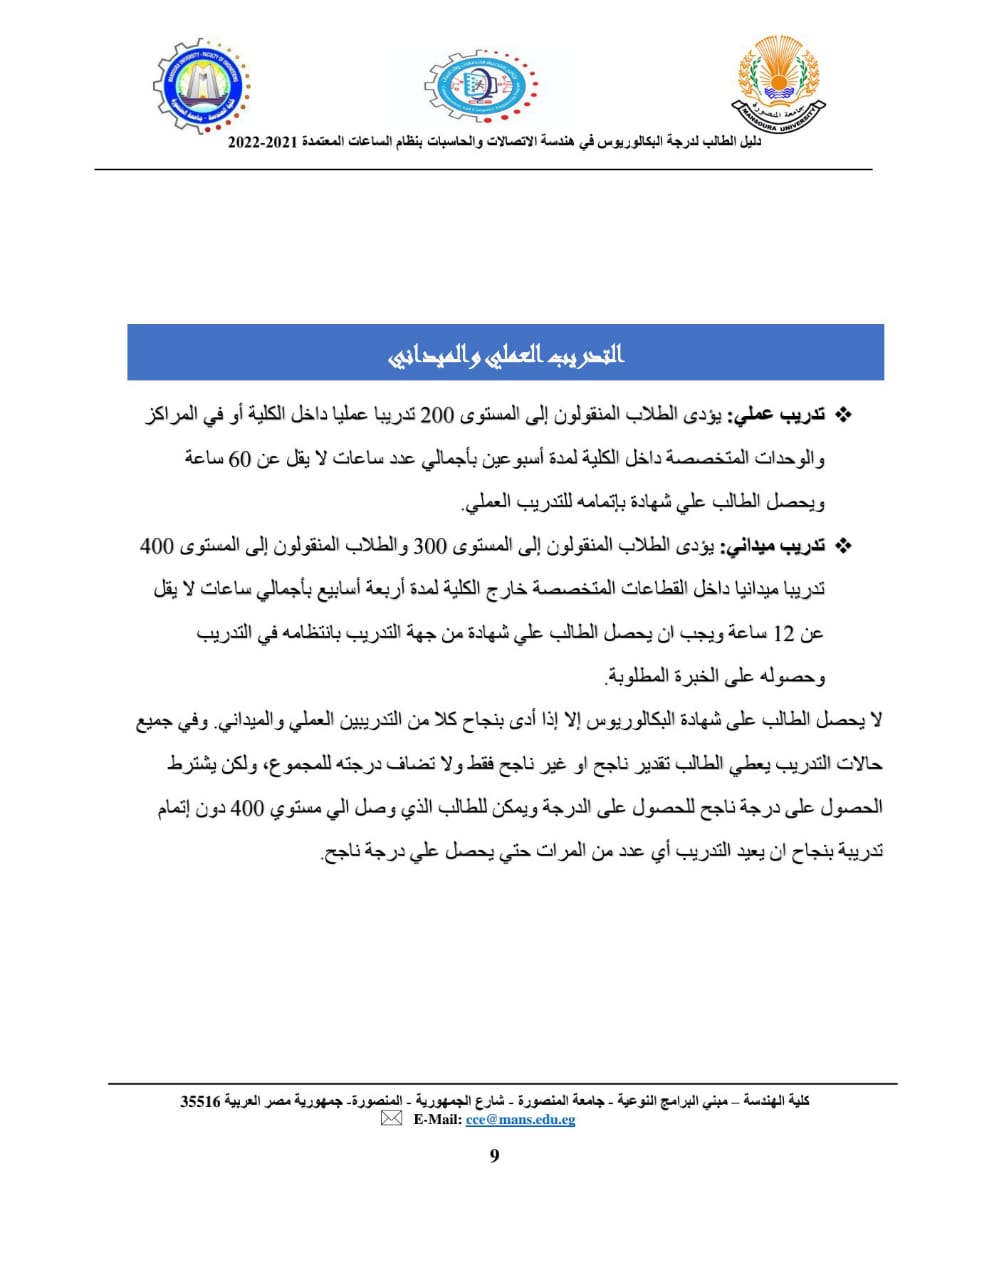 MANSOURA UNIVERSITY - FACULTY OF ENGINEERING
كلية الهندسة - جامعة المنصورة
جامعة المنصورة
MANSOURA UNIVERSITY
دليل الطالب لدرجة البكالوريوس في هندسة الاتصالات والحاسبات بنظام الساعات المعتمدة 2021-2022
التدريب العملي والميداني
❖ تدريب عملي: يؤدى الطلاب المنقولون إلى المستوى 200 تدريبا عمليا داخل الكلية أو في المراكز
والوحدات المتخصصة داخل الكلية لمدة أسبوعين بأجمالي عدد ساعات لا يقل عن 60 ساعة
ويحصل الطالب علي شهادة بإتمامه للتدريب العملي.
❖ تدريب ميداني: يؤدى الطلاب المنقولون إلى المستوى 300 والطلاب المنقولون إلى المستوى 400
تدريبا ميدانيا داخل القطاعات المتخصصة خارج الكلية لمدة أربعة أسابيع بأجمالي ساعات لا يقل
عن 12 ساعة ويجب ان يحصل الطالب علي شهادة من جهة التدريب بانتظامه في التدريب
وحصوله على الخبرة المطلوبة.
لا يحصل الطالب على شهادة البكالوريوس إلا إذا أدى بنجاح كلا من التدريبين العملي والميداني. وفي جميع
حالات التدريب يعطي الطالب تقدير ناجح او غير ناجح فقط ولا تضاف درجته للمجموع، ولكن يشترط
الحصول على درجة ناجح للحصول على الدرجة ويمكن للطالب الذي وصل الي مستوي 400 دون إتمام
تدريبة بنجاح ان يعيد التدريب أي عدد من المرات حتي يحصل علي درجة ناجح.
كلية الهندسة – مبني البرامج النوعية - جامعة المنصورة - شارع الجمهورية - المنصورة- جمهورية مصر العربية 35516
E-Mail: cce@mans.edu.eg
9